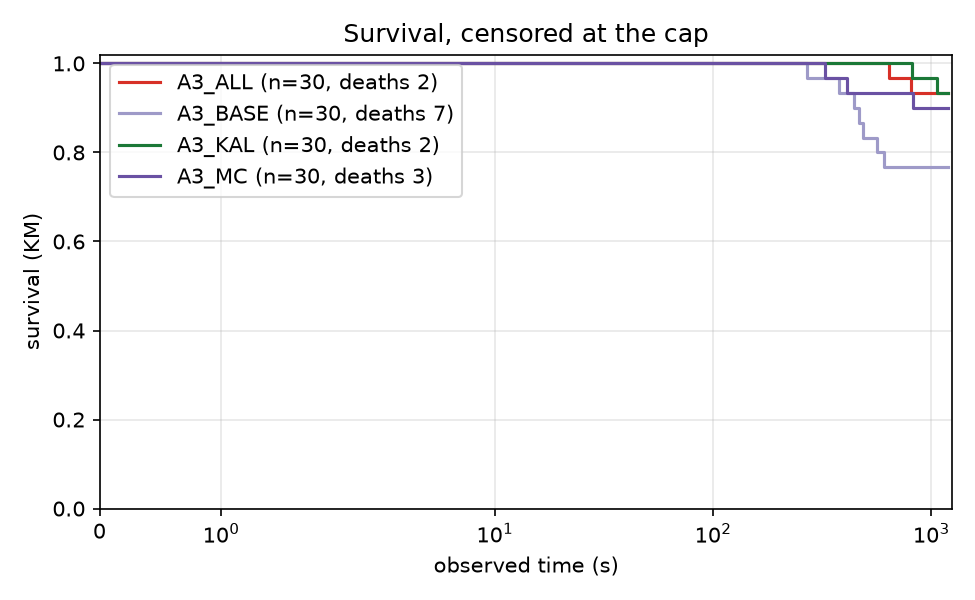 Survival, censored at the cap
1.0
0.8
0.6
0.4
0.2
0.0
survival (KM)
A3_ALL (n=30, deaths 2)
A3_BASE (n=30, deaths 7)
A3_KAL (n=30, deaths 2)
A3_MC (n=30, deaths 3)
0 10⁰ 10¹ 10² 10³
observed time (s)